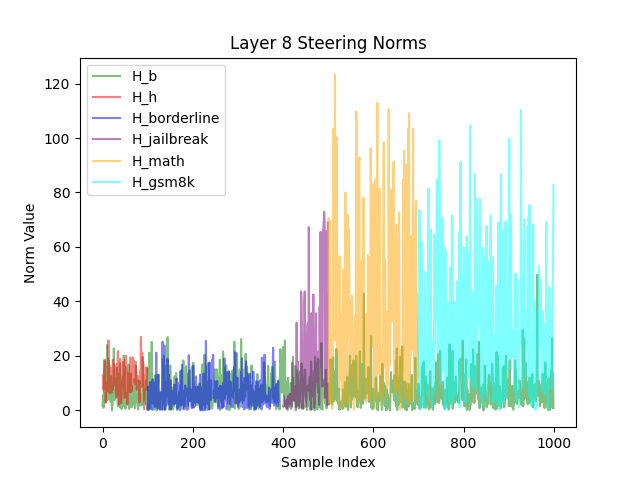 Layer 8 Steering Norms
H_b
H_h
H_borderline
H_jailbreak
H_math
H_gsm8k
Norm Value
120
100
80
60
40
20
0
0
200
400
600
800
1000
Sample Index